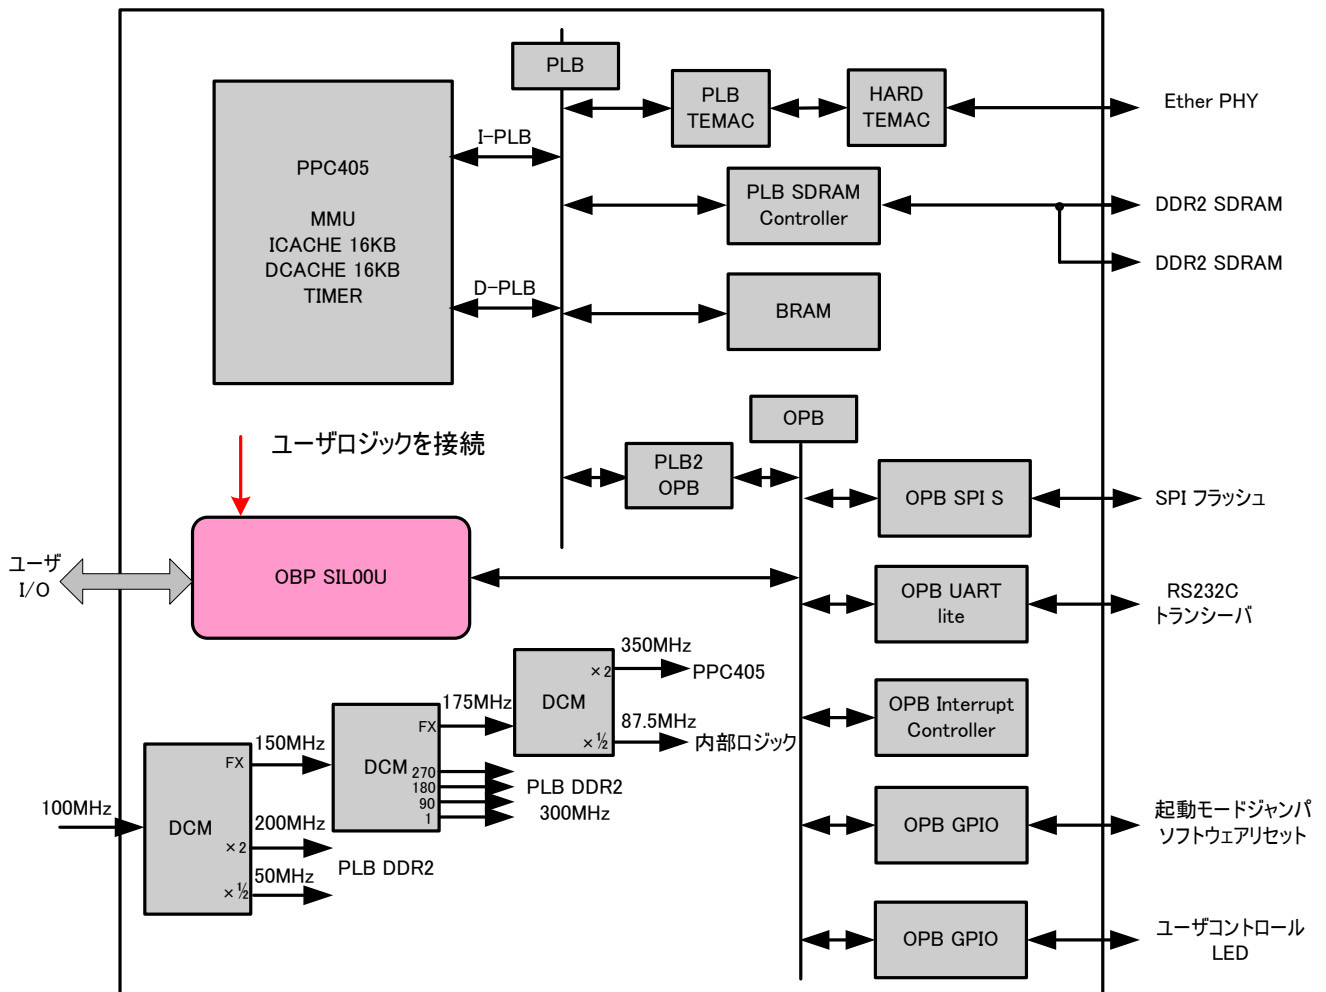 PLB
PLB
TEMAC
HARD
TEMAC
Ether PHY
I-PLB
PPC405
MMU
ICACHE 16KB
DCACHE 16KB
TIMER
PLB SDRAM
Controller
DDR2 SDRAM
DDR2 SDRAM
D-PLB
BRAM
OPB
ユーザロジックを接続
PLB2
OPB
OPB SPI S
SPI フラッシュ
ユーザ
I/O
OBP SIL00U
OPB UART
lite
RS232C
トランシーバ
350MHz
×2
PPC405
DCM
175MHz
87.5MHz
×½
内部ロジック
OPB Interrupt
Controller
FX
150MHz
DCM
270
180
90
1
PLB DDR2
300MHz
FX
100MHz
DCM
200MHz
×2
PLB DDR2
50MHz
×½
OPB GPIO
起動モードジャンパ
ソフトウェアリセット
OPB GPIO
ユーザコントロール
LED